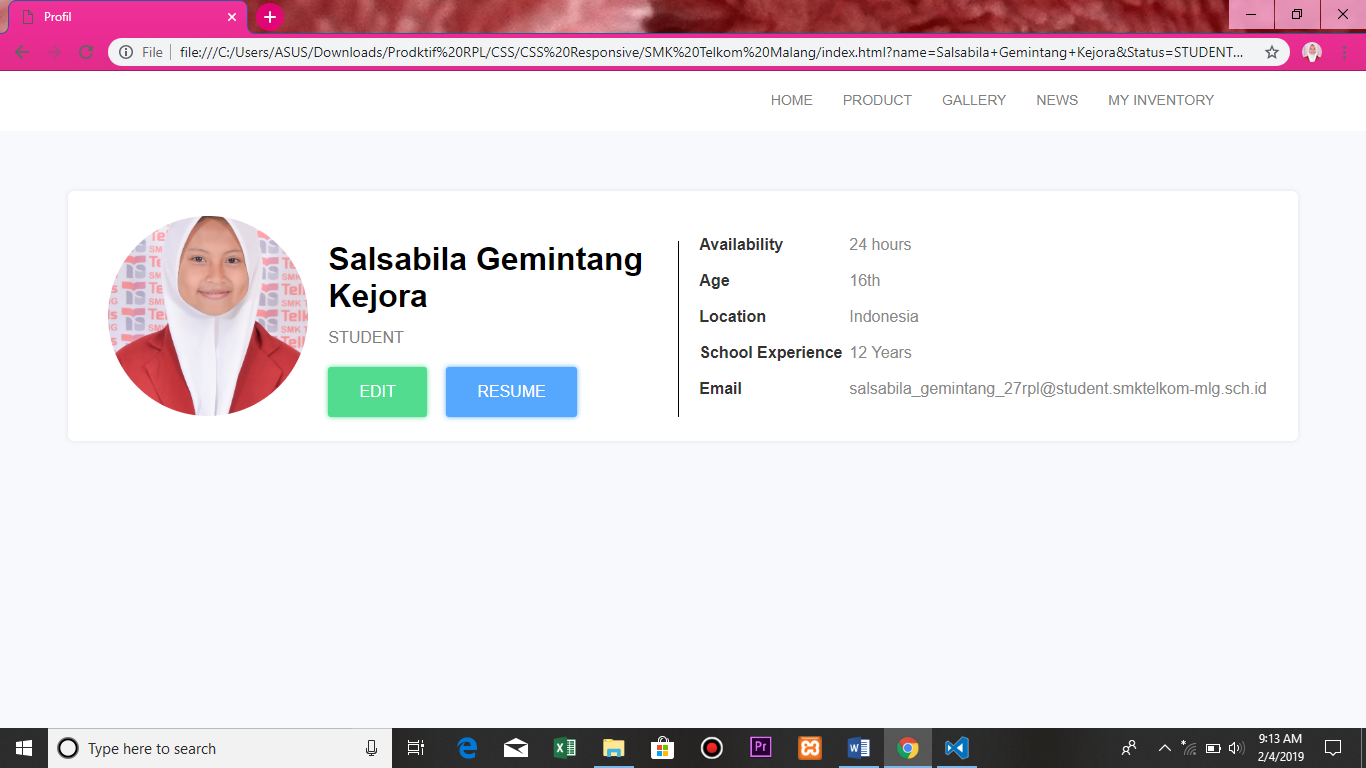 Profil
File
file:///C:/Users/ASUS/Downloads/Prodktif%20RPL/CSS/CSS%20Responsive/SMK%20Telkom%20Malang/index.html?name=Salsabila+Gemintang+Kejora&Status=STUDENT...
HOME PRODUCT GALLERY NEWS MY INVENTORY
Salsabila Gemintang
Kejora
STUDENT
EDIT RESUME
Availability 24 hours
Age 16th
Location Indonesia
School Experience 12 Years
Email salsabila_gemintang_27rpl@student.smktelkom-mlg.sch.id
Type here to search
Pr
9:13 AM
2/4/2019